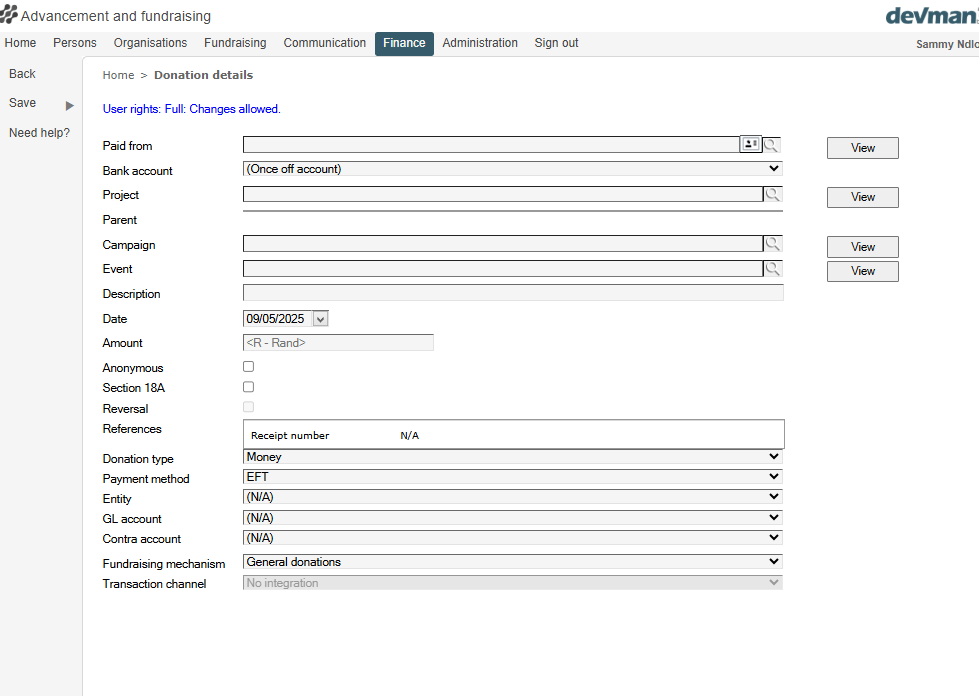 Advancement and fundraising
devman
Home Persons Organisations Fundraising Communication Finance Administration Sign out
Sammy
Back
Save
Need help?
Home > Donation details
User rights: Full: Changes allowed.
Paid from View
Bank account (Once off account)
Project View
Parent
Campaign View
Event View
Description
Date 09/05/2025
Amount <R - Rand>
Anonymous
Section 18A
Reversal
References
Receipt number N/A
Donation type Money
Payment method EFT
Entity (N/A)
GL account (N/A)
Contra account (N/A)
Fundraising mechanism General donations
Transaction channel No integration